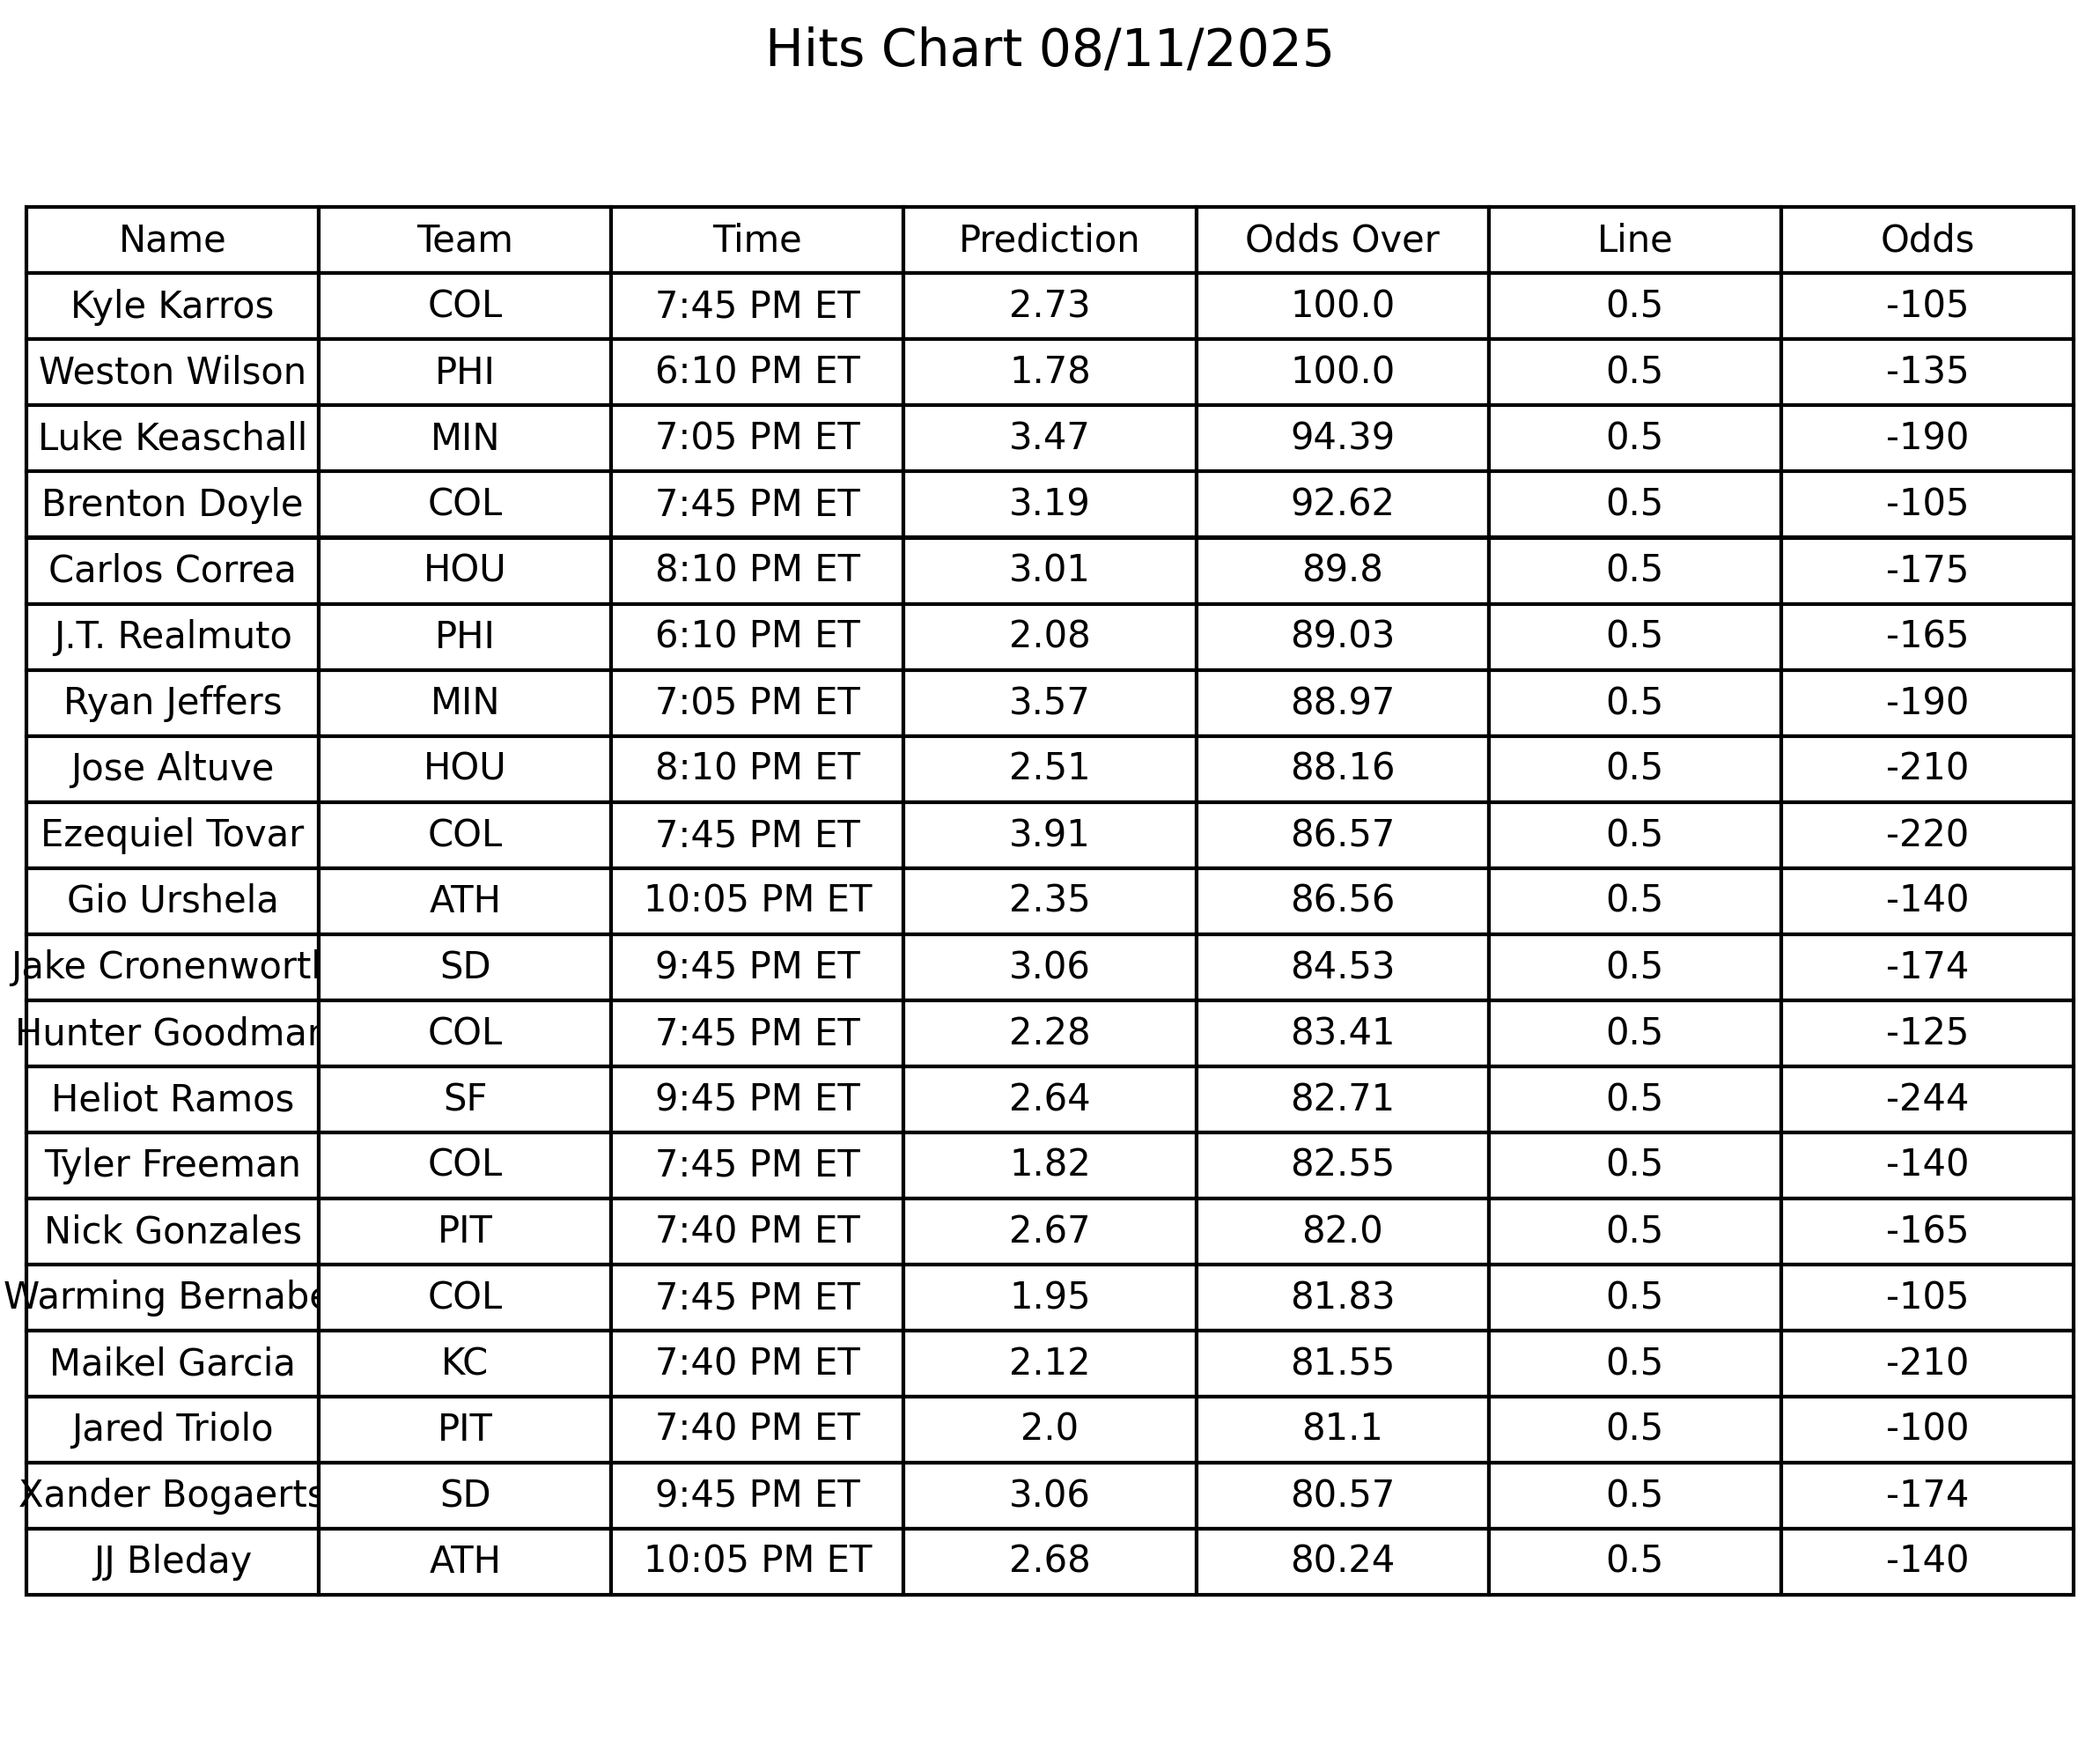 Hits Chart 08/11/2025
Name Team Time Prediction Odds Over Line Odds
Kyle Karros COL 7:45 PM ET 2.73 100.0 0.5 -105
Weston Wilson PHI 6:10 PM ET 1.78 100.0 0.5 -135
Luke Keaschall MIN 7:05 PM ET 3.47 94.39 0.5 -190
Brenton Doyle COL 7:45 PM ET 3.19 92.62 0.5 -105
Carlos Correa HOU 8:10 PM ET 3.01 89.8 0.5 -175
J.T. Realmuto PHI 6:10 PM ET 2.08 89.03 0.5 -165
Ryan Jeffers MIN 7:05 PM ET 3.57 88.97 0.5 -190
Jose Altuve HOU 8:10 PM ET 2.51 88.16 0.5 -210
Ezequiel Tovar COL 7:45 PM ET 3.91 86.57 0.5 -220
Gio Urshela ATH 10:05 PM ET 2.35 86.56 0.5 -140
Jake Cronenworth SD 9:45 PM ET 3.06 84.53 0.5 -174
Hunter Goodman COL 7:45 PM ET 2.28 83.41 0.5 -125
Heliot Ramos SF 9:45 PM ET 2.64 82.71 0.5 -244
Tyler Freeman COL 7:45 PM ET 1.82 82.55 0.5 -140
Nick Gonzales PIT 7:40 PM ET 2.67 82.0 0.5 -165
Warming Bernabe COL 7:45 PM ET 1.95 81.83 0.5 -105
Maikel Garcia KC 7:40 PM ET 2.12 81.55 0.5 -210
Jared Triolo PIT 7:40 PM ET 2.0 81.1 0.5 -100
Xander Bogaerts SD 9:45 PM ET 3.06 80.57 0.5 -174
JJ Bleday ATH 10:05 PM ET 2.68 80.24 0.5 -140